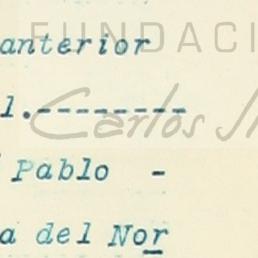 FUNDACI
anterior
l.--------
Carlos
Pablo -
a del Nor